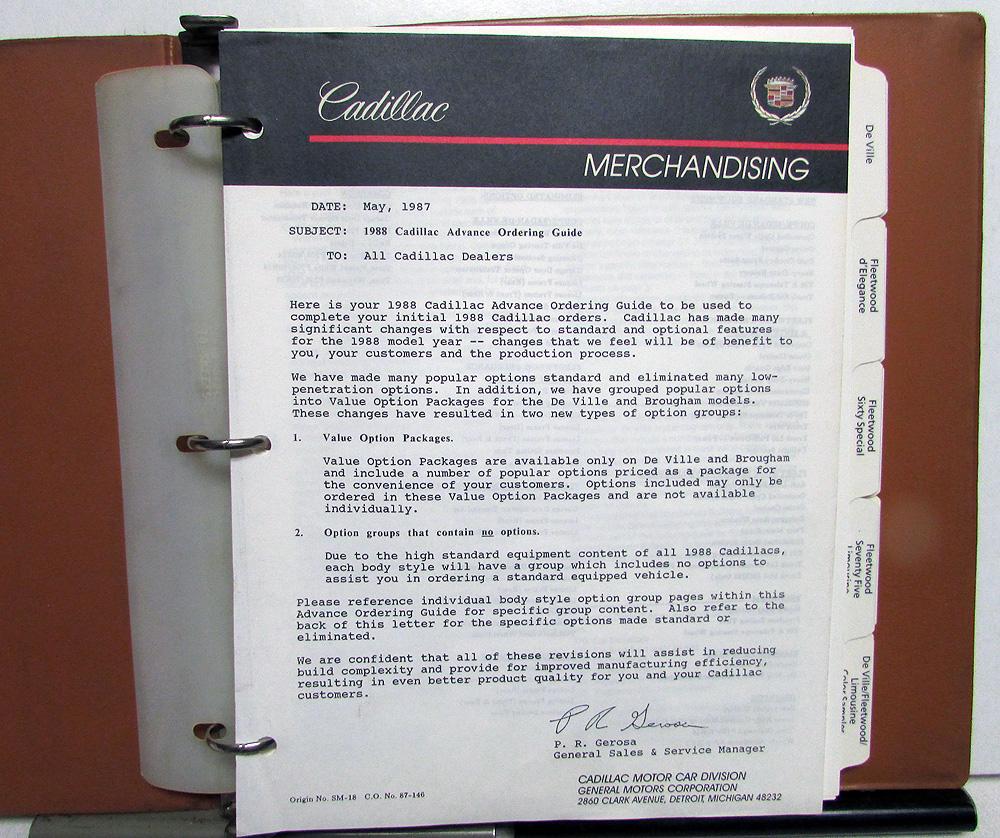 Cadillac
MERCHANDISING
DATE: May, 1987
SUBJECT: 1988 Cadillac Advance Ordering Guide
TO: All Cadillac Dealers
Here is your 1988 Cadillac Advance Ordering Guide to be used to
complete your initial 1988 Cadillac orders. Cadillac has made many
significant changes with respect to standard and optional features
for the 1988 model year -- changes that we feel will be of benefit to
you, your customers and the production process.
We have made many popular options standard and eliminated many low-
penetration options. In addition, we have grouped popular options
into Value Option Packages for the De Ville and Brougham models.
These changes have resulted in two new types of option groups:
1. Value Option Packages.
Value Option Packages are available only on De Ville and Brougham
and include a number of popular options priced as a package for
the convenience of your customers. Options included may only be
ordered in these Value Option Packages and are not available
individually.
2. Option groups that contain no options.
Due to the high standard equipment content of all 1988 Cadillacs,
each body style will have a group which includes no options to
assist you in ordering a standard equipped vehicle.
Please reference individual body style option group pages within this
Advance Ordering Guide for specific group content. Also refer to the
back of this letter for the specific options made standard or
eliminated.
We are confident that all of these revisions will assist in reducing
build complexity and provide for improved manufacturing efficiency,
resulting in even better product quality for you and your Cadillac
customers.
P R Gerosa
P. R. Gerosa
General Sales & Service Manager
CADILLAC MOTOR CAR DIVISION
GENERAL MOTORS CORPORATION
2860 CLARK AVENUE, DETROIT, MICHIGAN 48232
Origin No. SM-18 C.O. No. 87-146
De Ville
Fleetwood
d'Elegance
Fleetwood
Sixty Special
Fleetwood
Seventy Five
Limousine
De Ville/Fleetwood/
Limousine